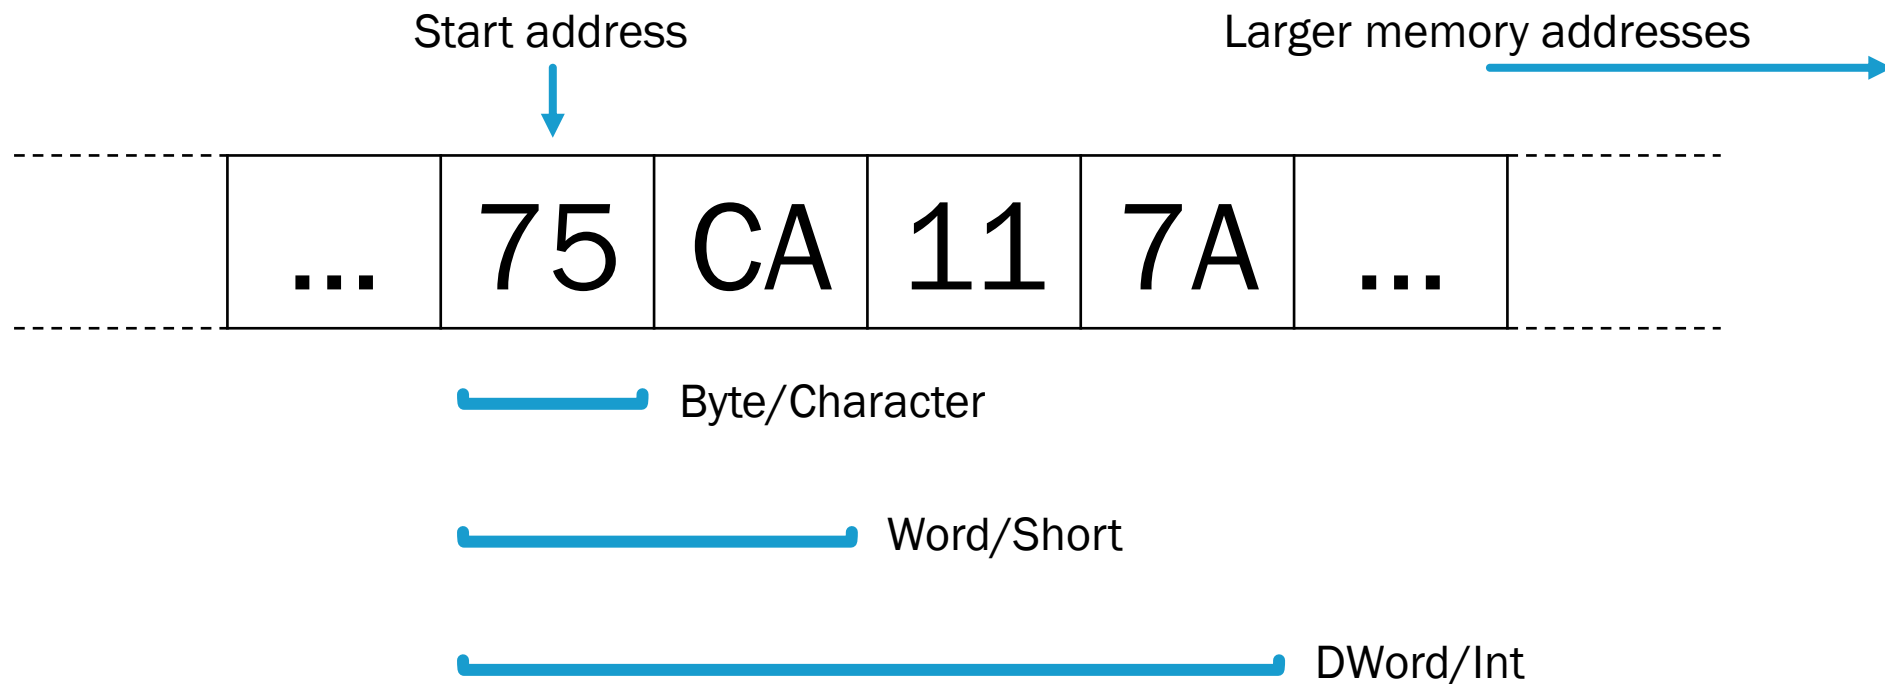 Start address
Larger memory addresses
... 75 CA 11 7A ...
Byte/Character
Word/Short
DWord/Int